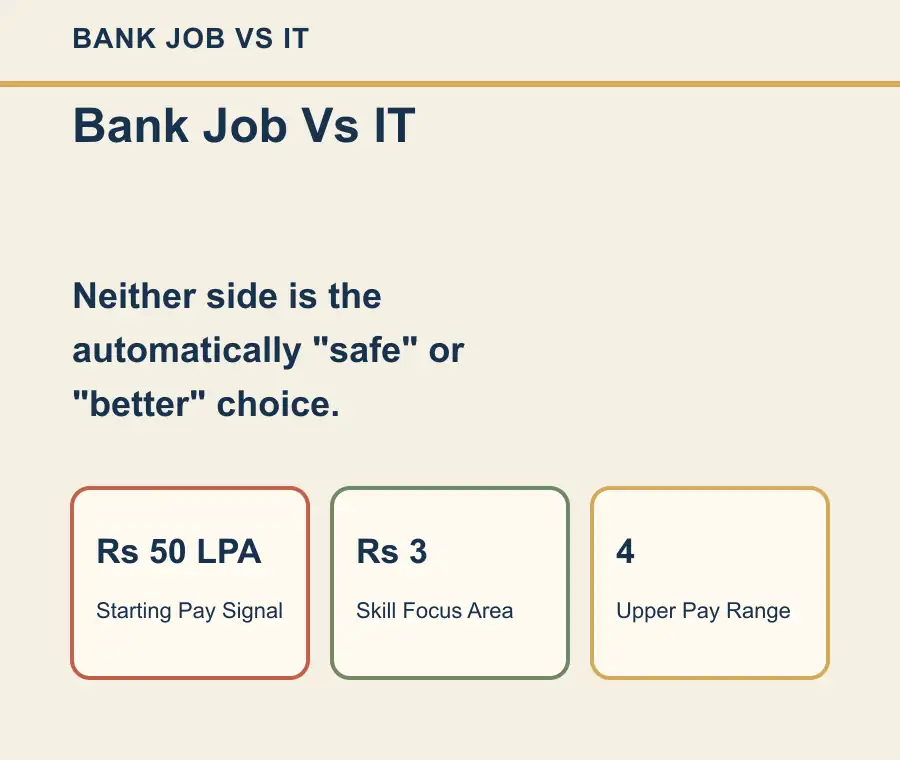 BANK JOB VS IT
Bank Job Vs IT
Neither side is the
automatically "safe" or
"better" choice.
Rs 50 LPA
Starting Pay Signal
Rs 3
Skill Focus Area
4
Upper Pay Range